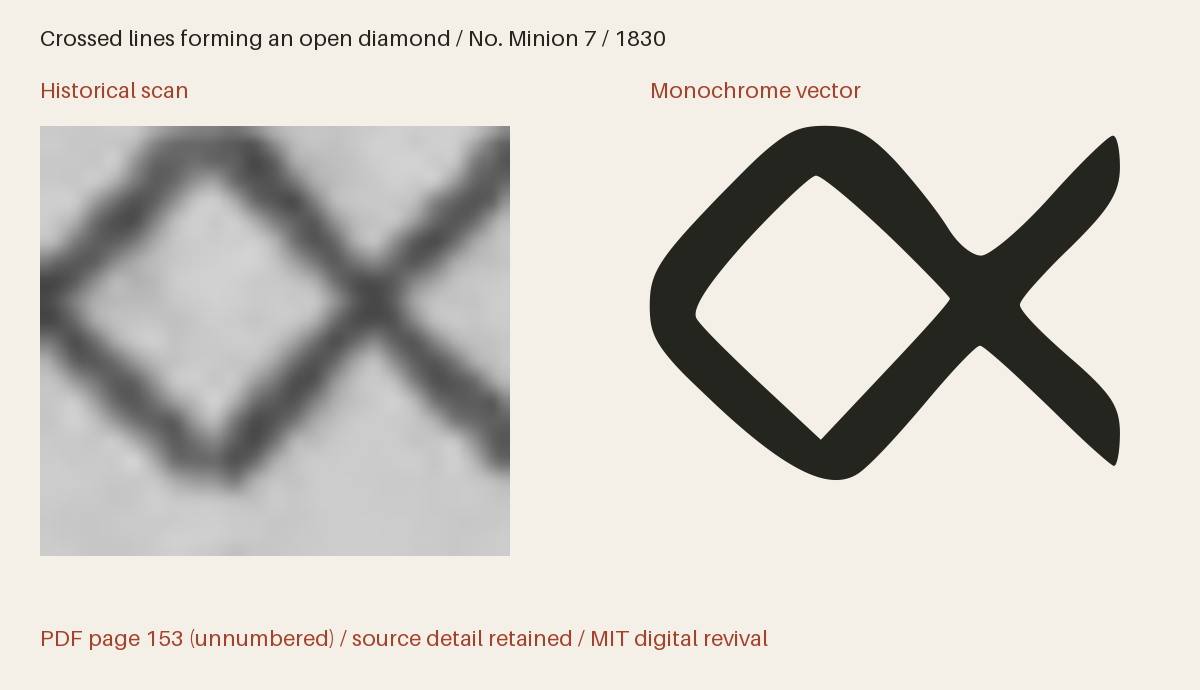 Crossed lines forming an open diamond / No. Minion 7 / 1830
Historical scan
Monochrome vector
PDF page 153 (unnumbered) / source detail retained / MIT digital revival